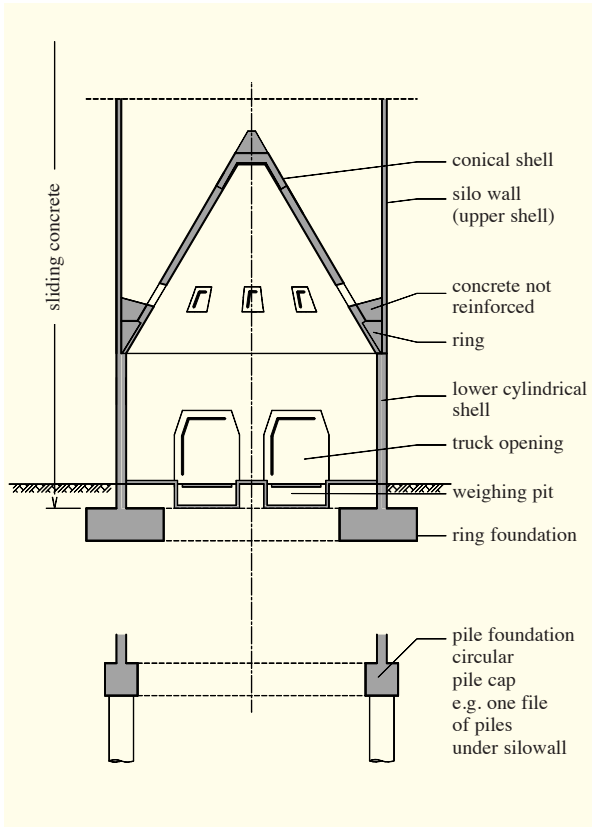 sliding concrete
conical shell
silo wall
(upper shell)
concrete not
reinforced
ring
lower cylindrical
shell
truck opening
weighing pit
ring foundation
pile foundation
circular
pile cap
e.g. one file
of piles
under silowall